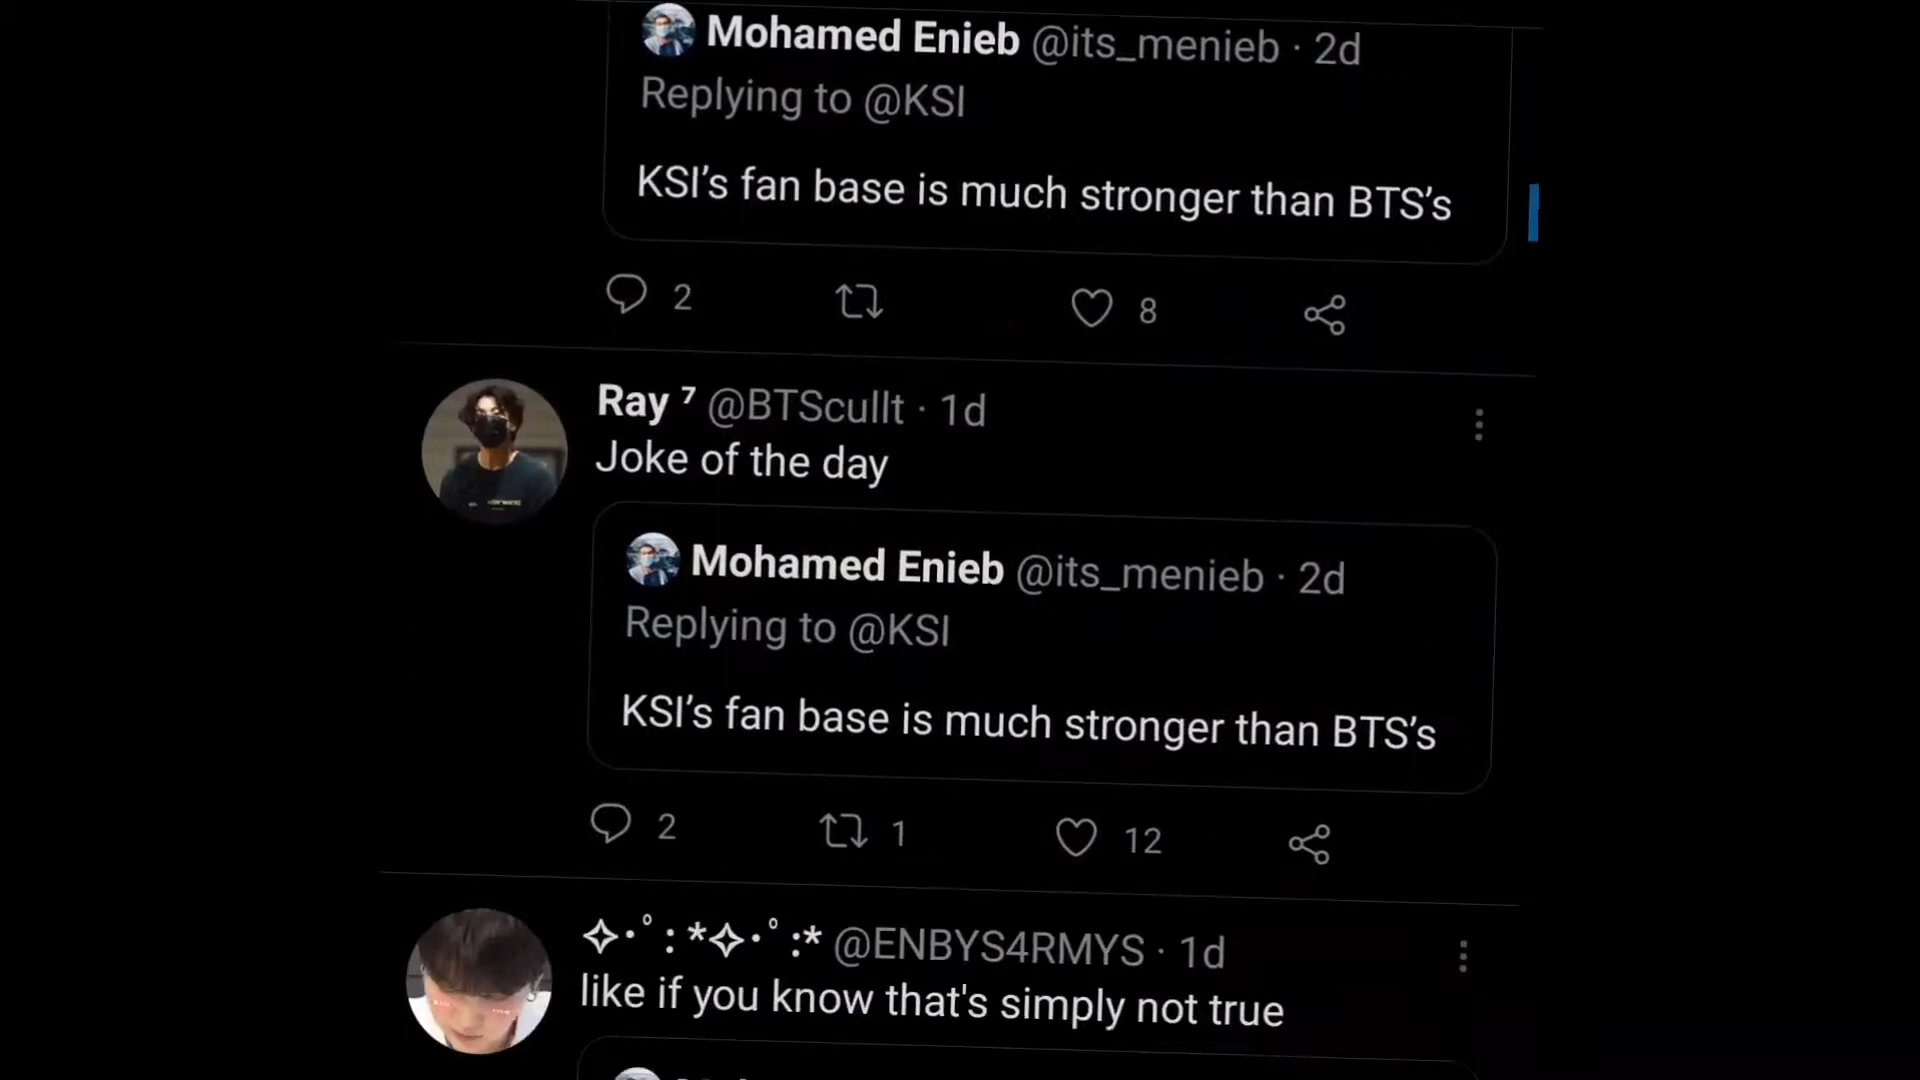 Mohamed Enieb @its_menieb · 2d
Replying to @KSI
KSI’s fan base is much stronger than BTS’s
2 8
Ray ⁷ @BTScullt · 1d
Joke of the day
Mohamed Enieb @its_menieb · 2d
Replying to @KSI
KSI’s fan base is much stronger than BTS’s
2 1 12
✧･ﾟ: *✧･ﾟ:* @ENBYS4RMYS · 1d
like if you know that's simply not true